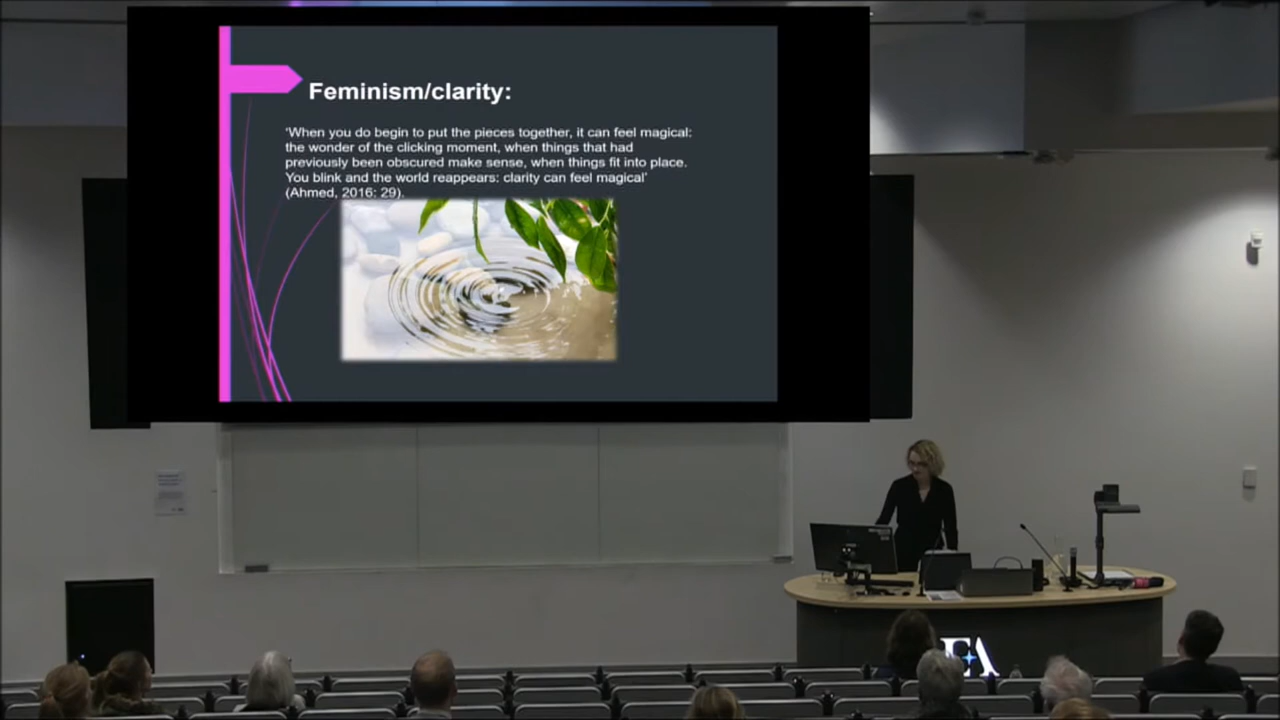 Feminism/clarity:
‘When you do begin to put the pieces together, it can feel magical:
the wonder of the clicking moment, when things that had
previously been obscured make sense, when things fit into place.
You blink and the world reappears: clarity can feel magical’
(Ahmed, 2016: 29).